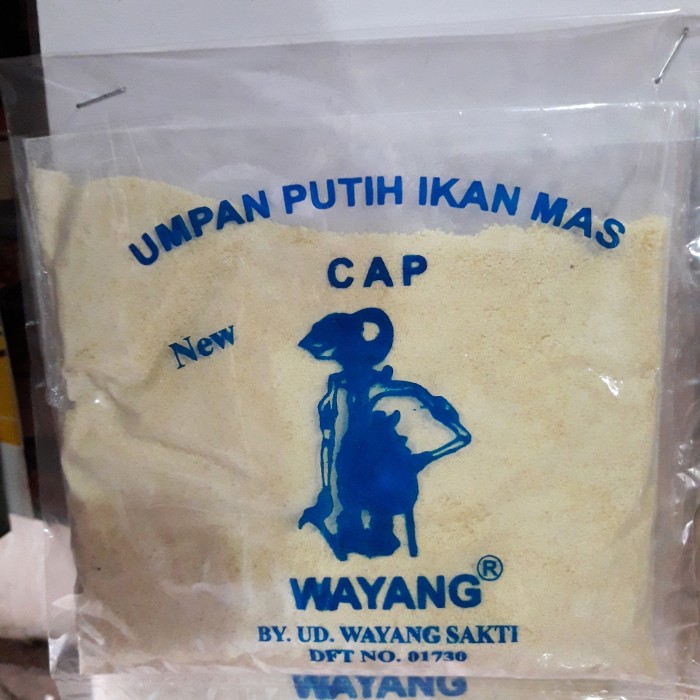 UMPAN PUTIH IKAN MAS
CAP
New
WAYANG®
BY. UD. WAYANG SAKTI
DFT NO. 01730
WAYANG